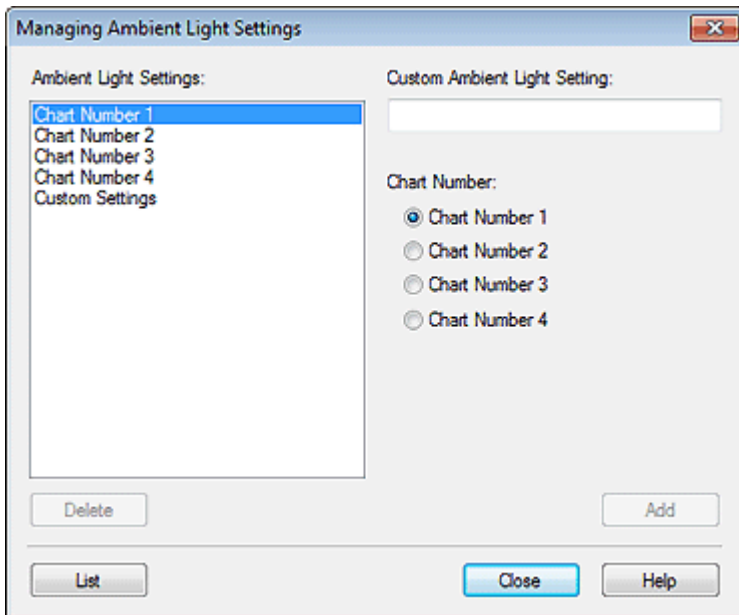 Managing Ambient Light Settings
Ambient Light Settings:
Chart Number 1
Chart Number 2
Chart Number 3
Chart Number 4
Custom Settings
Custom Ambient Light Setting:
Chart Number:
Chart Number 1
Chart Number 2
Chart Number 3
Chart Number 4
Delete
Add
List
Close
Help